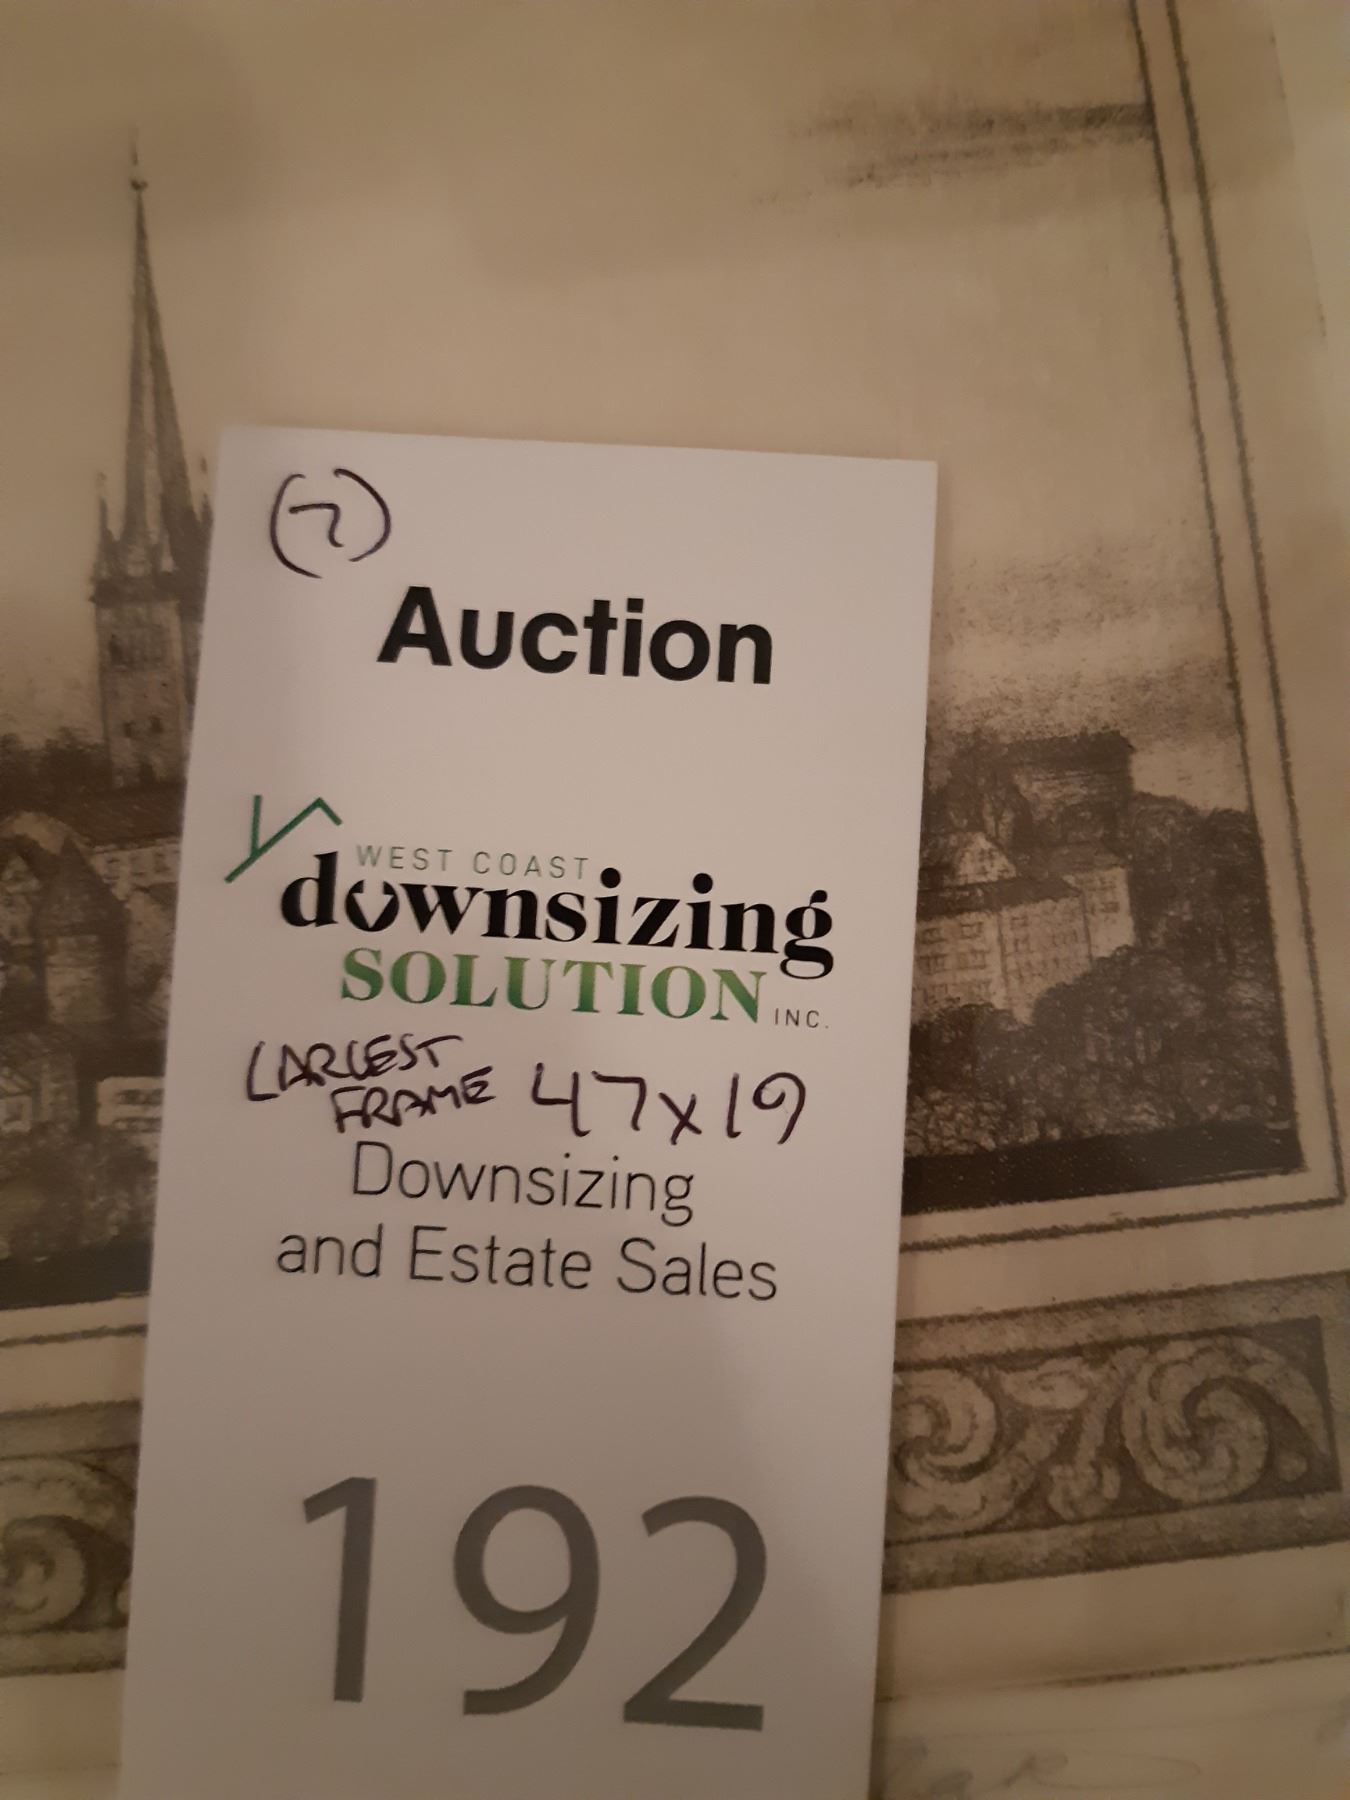 (7)
Auction
WEST COAST
downsizing
SOLUTION INC.
LARGEST
FRAME 47x19
Downsizing
and Estate Sales
192